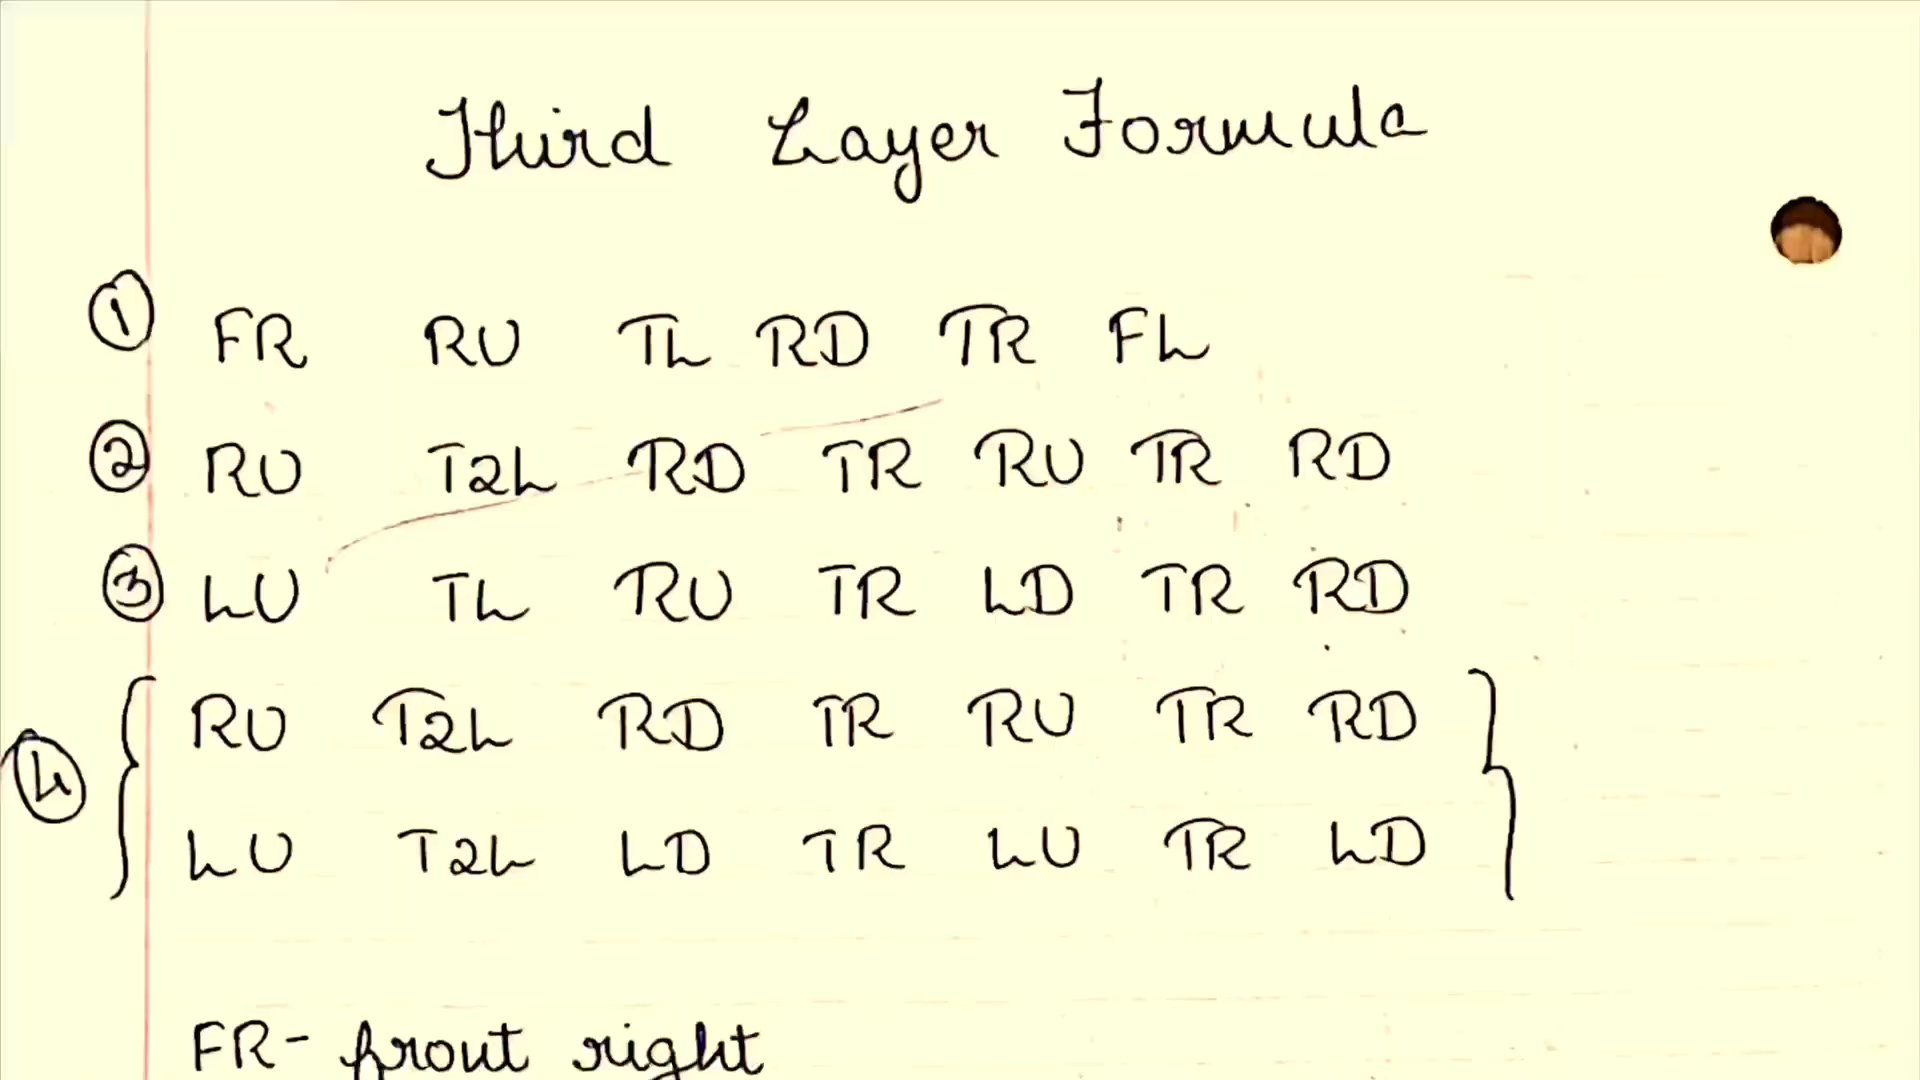 Third Layer Formula
① FR RU TL RD TR FL
② RU T2L RD TR RU TR RD
③ LU TL RU TR LD TR RD
④ { RU T2L RD TR RU TR RD }
LU T2L LD TR LU TR LD
FR- front right